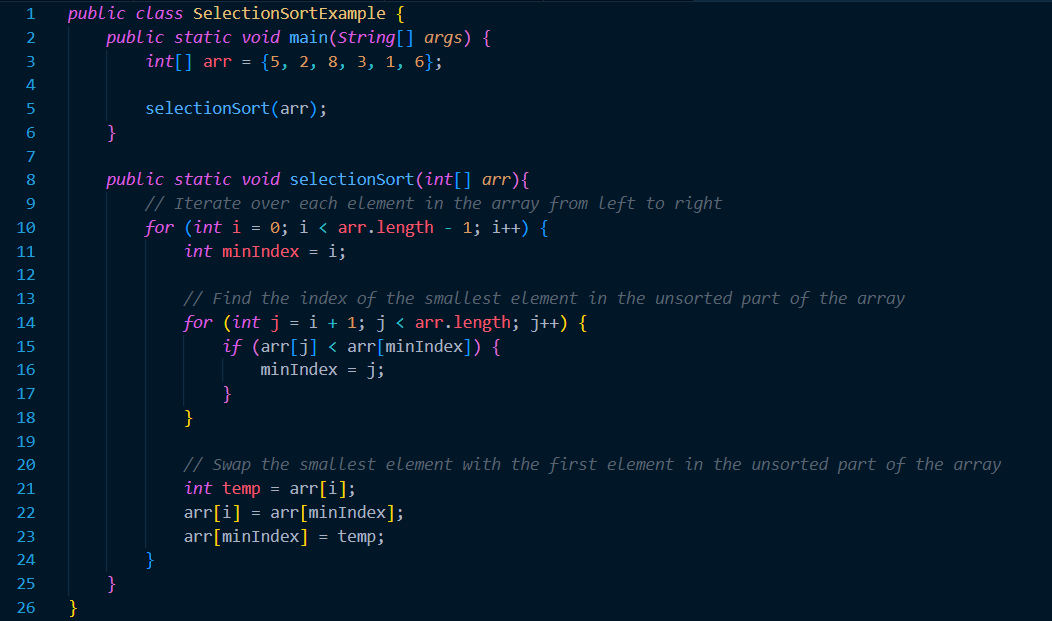 1 public class SelectionSortExample {
2     public static void main(String[] args) {
3         int[] arr = {5, 2, 8, 3, 1, 6};
4
5         selectionSort(arr);
6     }
7
8     public static void selectionSort(int[] arr){
9         // Iterate over each element in the array from left to right
10         for (int i = 0; i < arr.length - 1; i++) {
11             int minIndex = i;
12
13             // Find the index of the smallest element in the unsorted part of the array
14             for (int j = i + 1; j < arr.length; j++) {
15                 if (arr[j] < arr[minIndex]) {
16                     minIndex = j;
17                 }
18             }
19
20             // Swap the smallest element with the first element in the unsorted part of the array
21             int temp = arr[i];
22             arr[i] = arr[minIndex];
23             arr[minIndex] = temp;
24         }
25     }
26 }